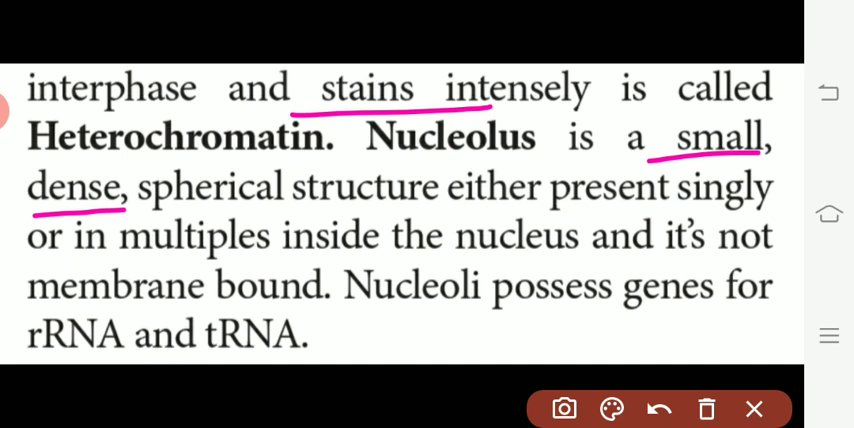 interphase and stains intensely is called
Heterochromatin. Nucleolus is a small,
dense, spherical structure either present singly
or in multiples inside the nucleus and it’s not
membrane bound. Nucleoli possess genes for
rRNA and tRNA.